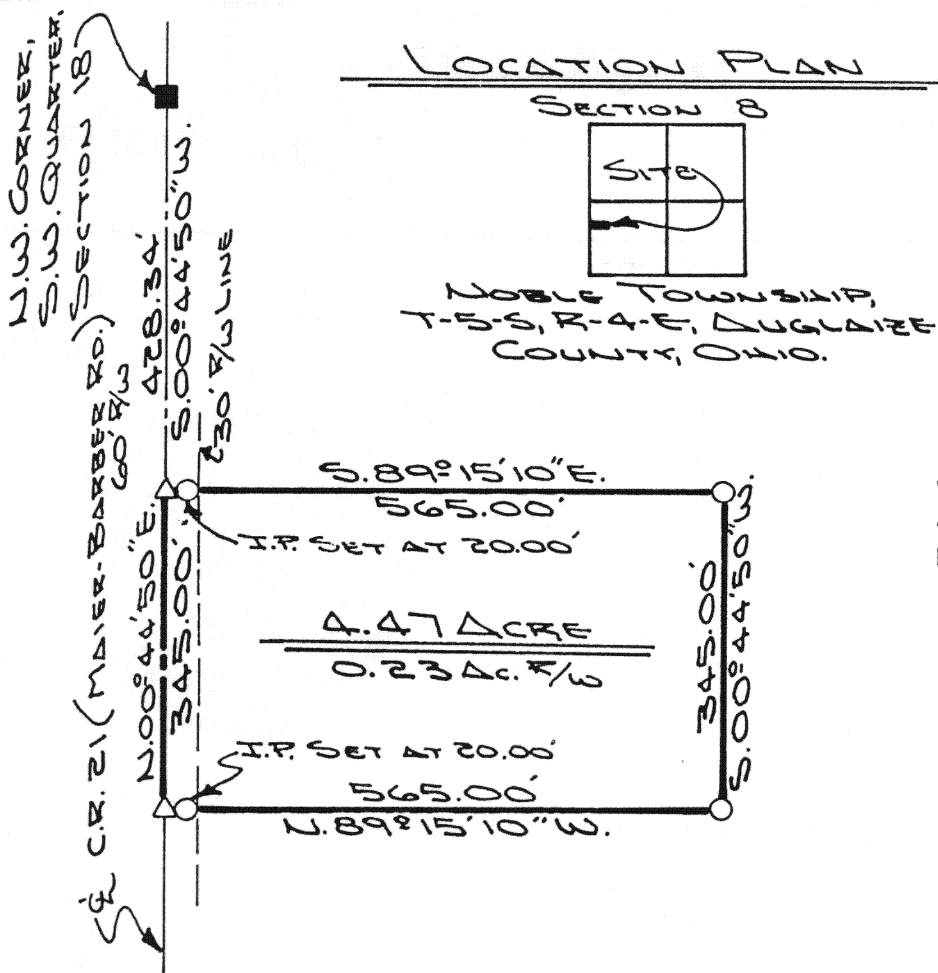 N.W. CORNER,
S.W. QUARTER,
SECTION 18
LOCATION PLAN
SECTION 8
SITE
NOBLE TOWNSHIP,
T-5-S, R-4-E, AUGLAIZE
COUNTY, OHIO.
428.34'
S.00°44'50"W.
30' R/W LINE
C.R. 21 (MAIER-BARBER RD.)
60' R/W
S.89°15'10"E.
565.00'
I.P. SET AT 20.00'
N.00°44'50"E.
345.00'
4.47 ACRE
0.23 AC. R/W
345.00'
S.00°44'50"W.
I.P. SET AT 20.00'
565.00'
N.89°15'10"W.
℄